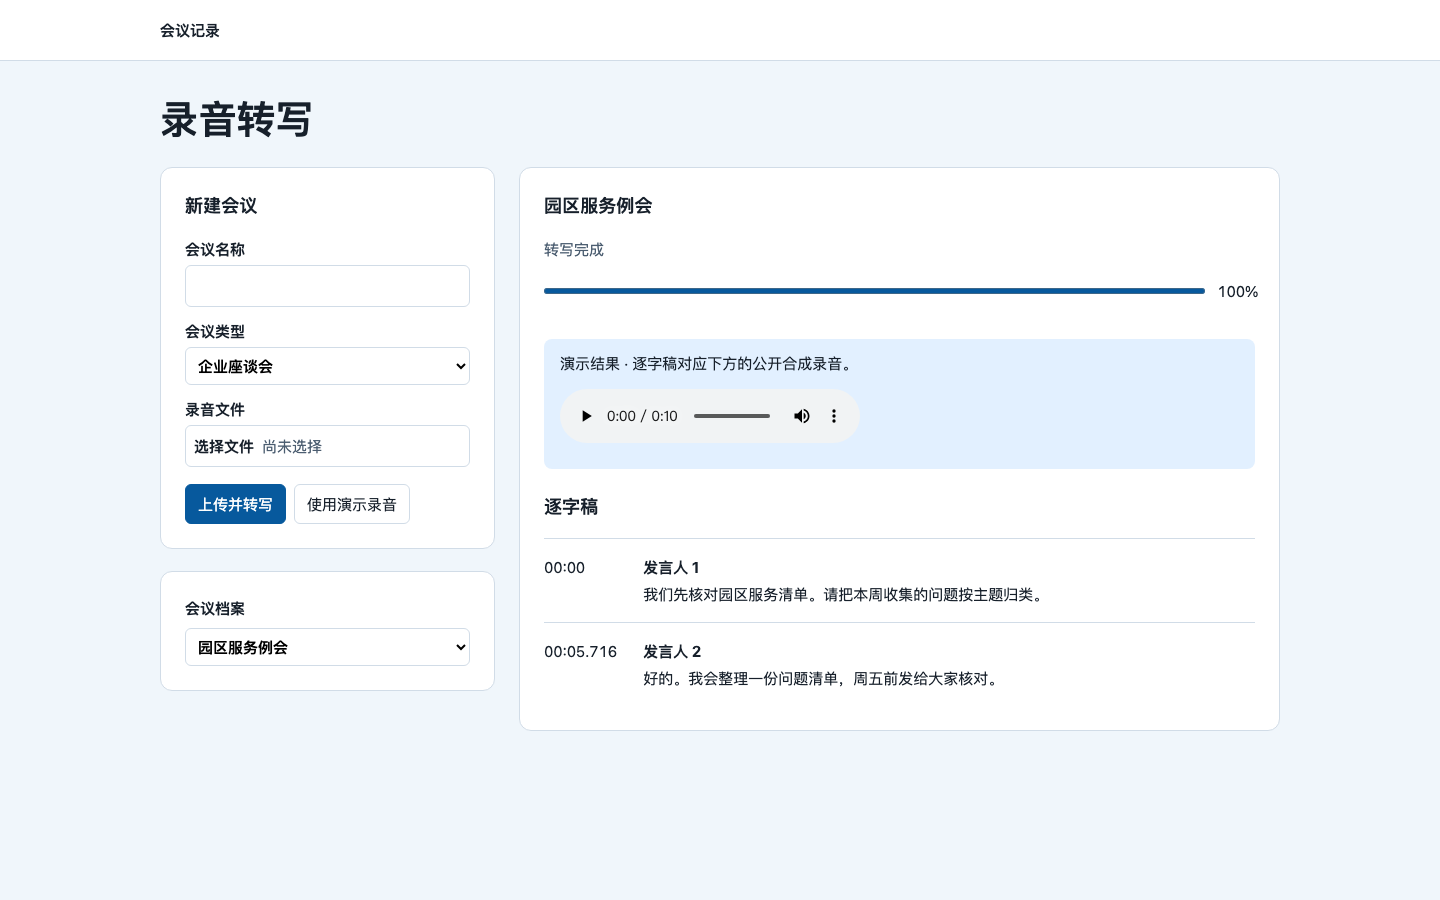 会议记录
录音转写
新建会议
会议名称
会议类型
企业座谈会
录音文件
选择文件 尚未选择
上传并转写 使用演示录音
会议档案
园区服务例会
园区服务例会
转写完成
100%
演示结果 · 逐字稿对应下方的公开合成录音。
0:00 / 0:10
逐字稿
00:00 发言人 1
我们先核对园区服务清单。请把本周收集的问题按主题归类。
00:05.716 发言人 2
好的。我会整理一份问题清单，周五前发给大家核对。